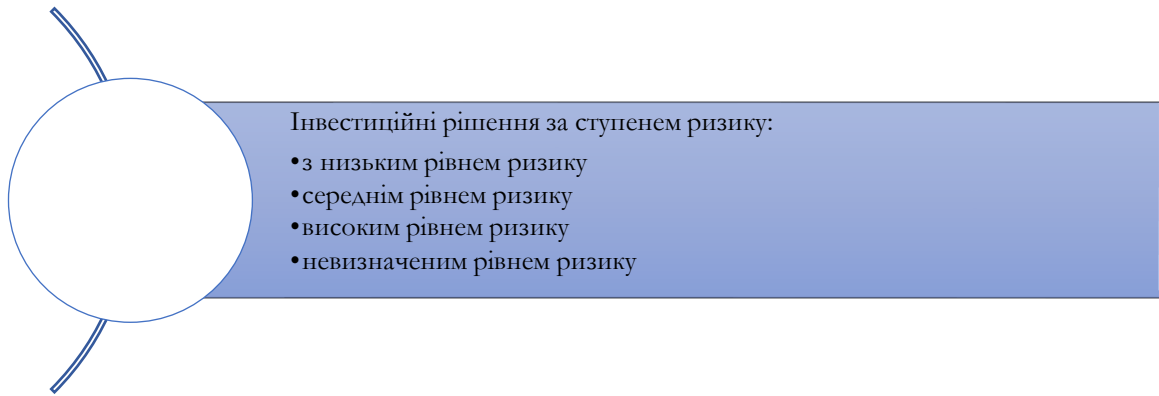 Інвестиційні рішення за ступенем ризику:
•з низьким рівнем ризику
•середнім рівнем ризику
•високим рівнем ризику
•невизначеним рівнем ризику